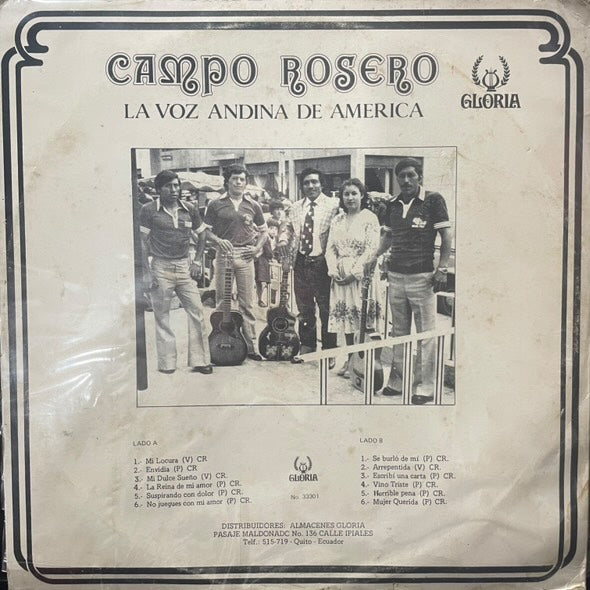 CAMPO ROSERO
LA VOZ ANDINA DE AMERICA
GLORIA
LADO A
1.- Mi Locura (V) CR
2.- Envidia (P) CR
3.- Mi Dulce Sueño (V) CR.
4.- La Reina de mi amor (P) CR.
5.- Suspirando con dolor (P) CR.
6.- No juegues con mi amor (P) CR.
GLORIA
No. 33301
LADO B
1.- Se burló de mí (P) CR.
2.- Arrepentida (V) CR.
3.- Escribí una carta (P) CR.
4.- Vino Triste (P) CR.
5.- Horrible pena (P) CR.
6.- Mujer Querida (P) CR.
DISTRIBUIDORES: ALMACENES GLORIA
PASAJE MALDONADO No. 136 CALLE IPIALES
Telf.: 515-719 - Quito - Ecuador